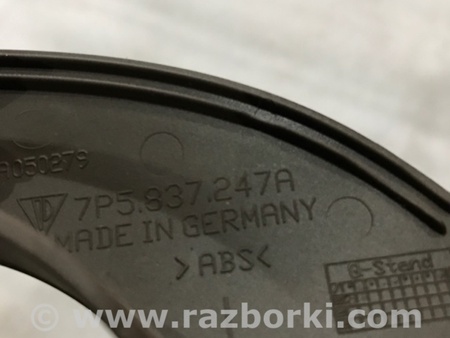 A050279
7P5.837.247A
MADE IN GERMANY
>ABS<
G-Stand
© www.razborki.com